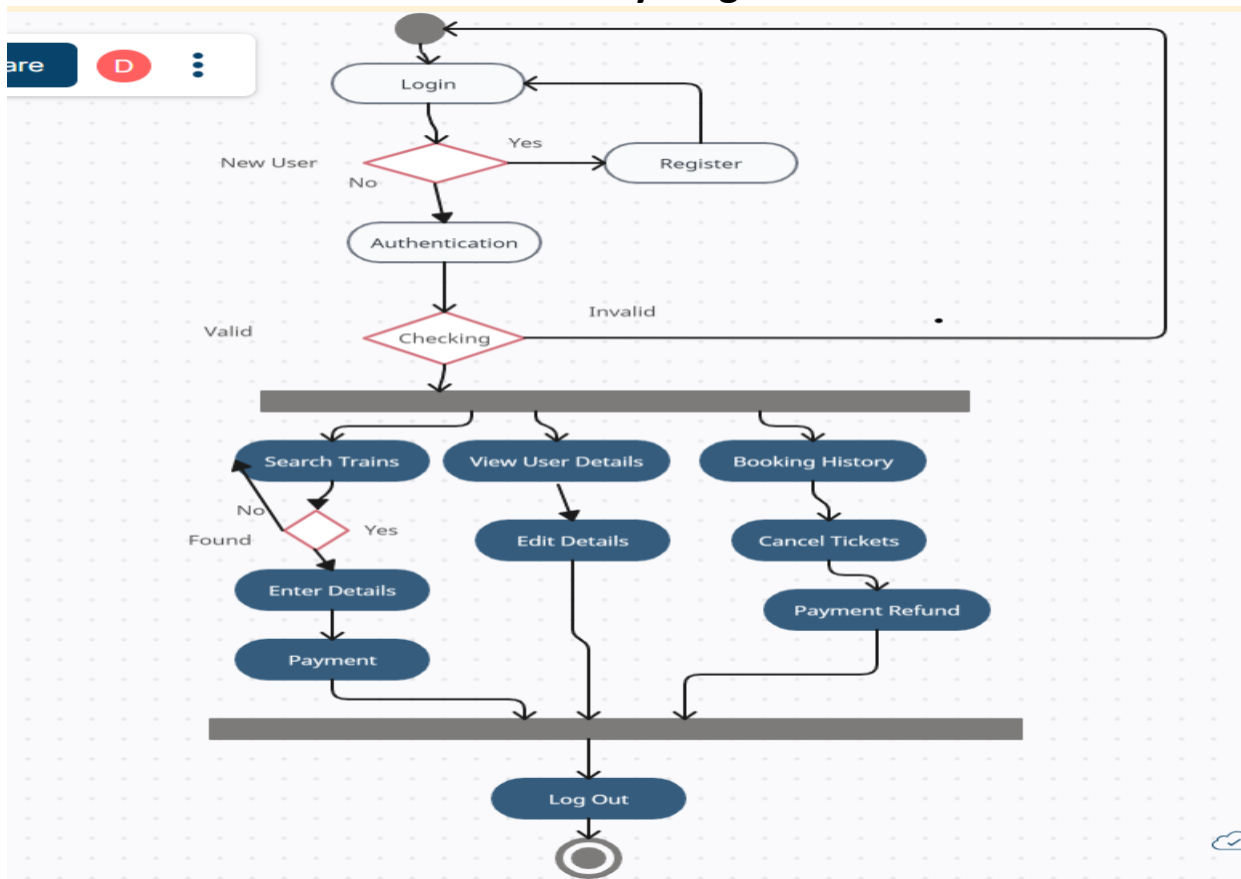 are
D
Login
Yes
New User
Register
No
Authentication
Invalid
Valid
Checking
Search Trains
View User Details
Booking History
No
Yes
Found
Edit Details
Cancel Tickets
Enter Details
Payment Refund
Payment
Log Out